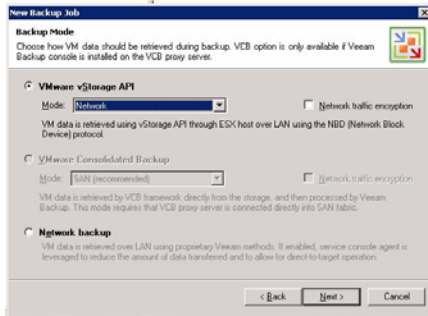 New Backup Job
Backup Mode
Choose how VM data should be retrieved during backup. VCB option is only available if Veeam
Backup console is installed on the VCB proxy server.
VMware vStorage API
Mode: Network
Network traffic encryption
VM data is retrieved using vStorage API through ESX host over LAN using the NBD (Network Block
Device) protocol.
VMware Consolidated Backup
Mode: SAN (recommended)
Network traffic encryption
VM data is retrieved by VCB framework directly from the storage, and then processed by Veeam
Backup. This mode requires that VCB proxy server is connected directly into SAN fabric.
Network backup
VM data is retrieved over LAN using proprietary Veeam methods. If enabled, service console agent is
leveraged to reduce the amount of data transferred and to allow for direct-to-target operation.
< Back
Next >
Cancel